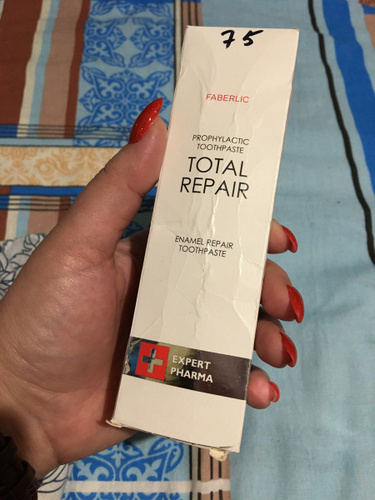 75
FABERLIC
PROPHYLACTIC
TOOTHPASTE
TOTAL
REPAIR
ENAMEL REPAIR
TOOTHPASTE
EXPERT
PHARMA